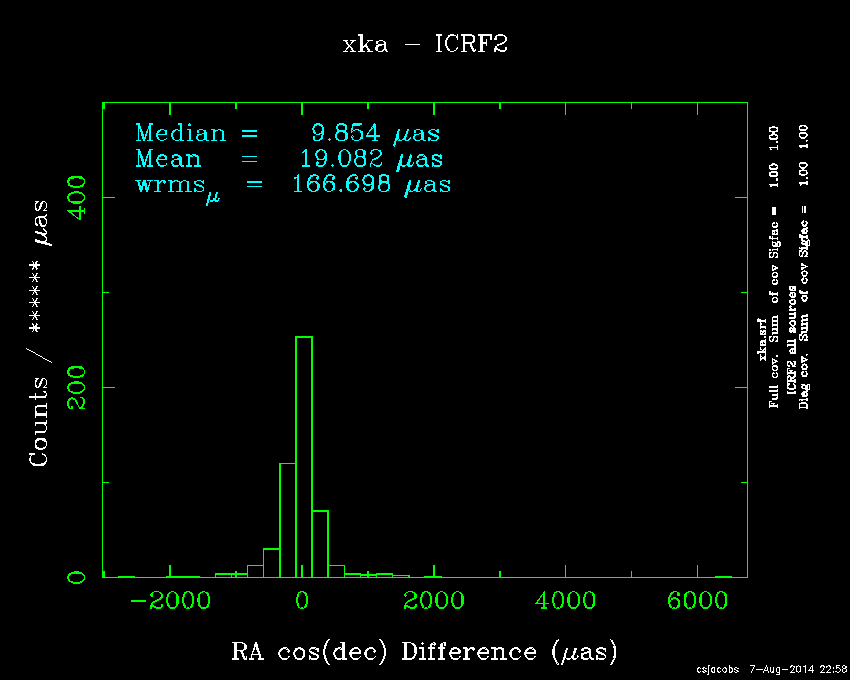 xka − ICRF2
Median = 9.854 μas
Mean = 19.082 μas
wrmsμ = 166.698 μas
Counts / ****** μas
400
200
0
−2000 0 2000 4000 6000
RA cos(dec) Difference (μas)
xka.srf
Full cov. Sum of cov Sigfac = 1.00 1.00
ICRF2 all sources
Diag cov. Sum of cov Sigfac = 1.00 1.00
csjacobs 7-Aug-2014 22:58